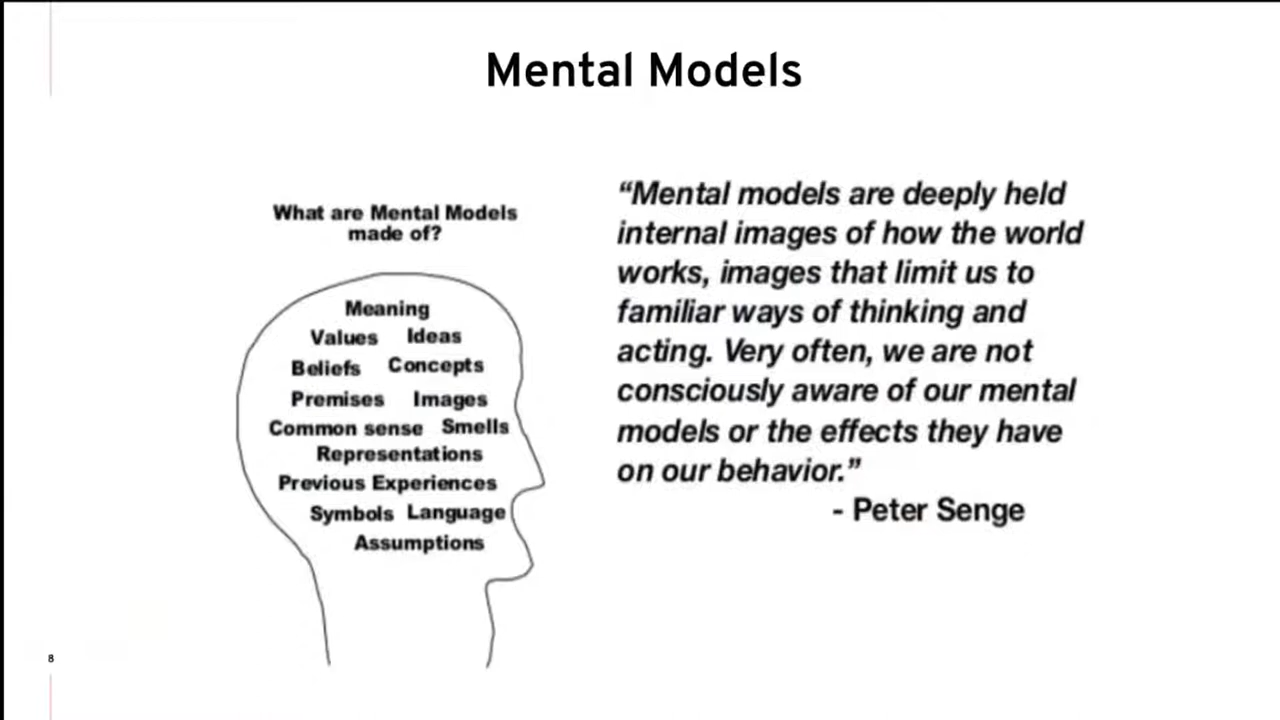 Mental Models
What are Mental Models
made of?
Meaning
Values Ideas
Beliefs Concepts
Premises Images
Common sense Smells
Representations
Previous Experiences
Symbols Language
Assumptions
“Mental models are deeply held
internal images of how the world
works, images that limit us to
familiar ways of thinking and
acting. Very often, we are not
consciously aware of our mental
models or the effects they have
on our behavior.”
- Peter Senge
8